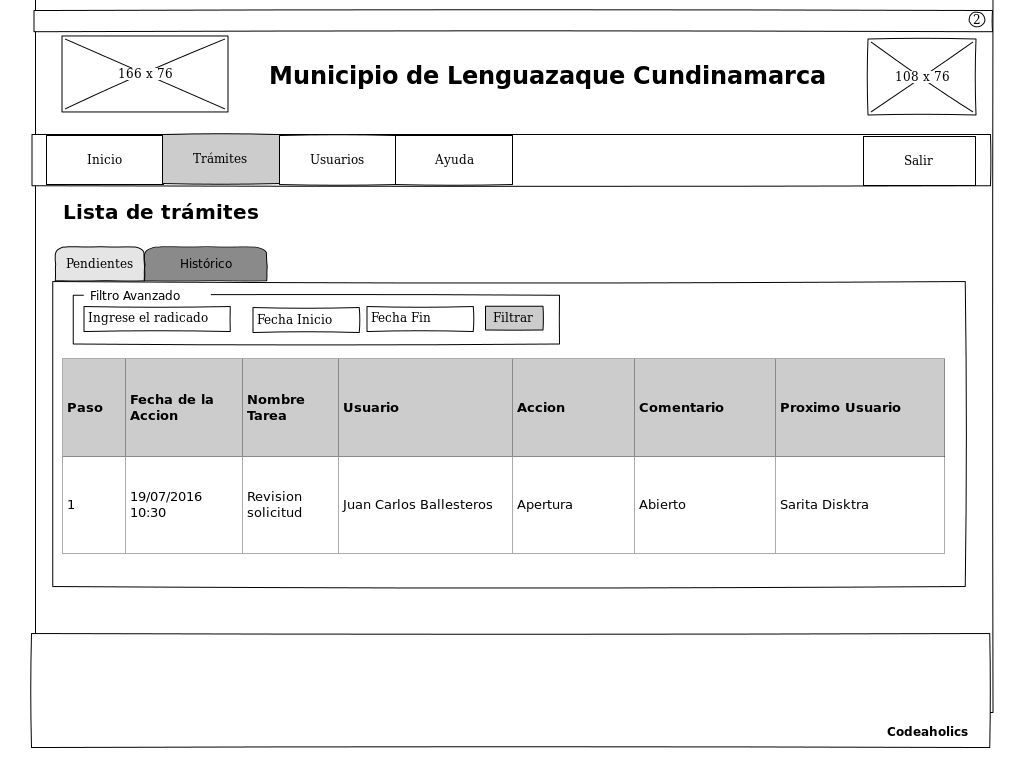 2
166 x 76
Municipio de Lenguazaque Cundinamarca
108 x 76
Inicio
Trámites
Usuarios
Ayuda
Salir
Lista de trámites
Pendientes
Histórico
Filtro Avanzado
Ingrese el radicado
Fecha Inicio
Fecha Fin
Filtrar
Paso
Fecha de la
Accion
Nombre
Tarea
Usuario
Accion
Comentario
Proximo Usuario
1
19/07/2016
10:30
Revision
solicitud
Juan Carlos Ballesteros
Apertura
Abierto
Sarita Disktra
Codeaholics